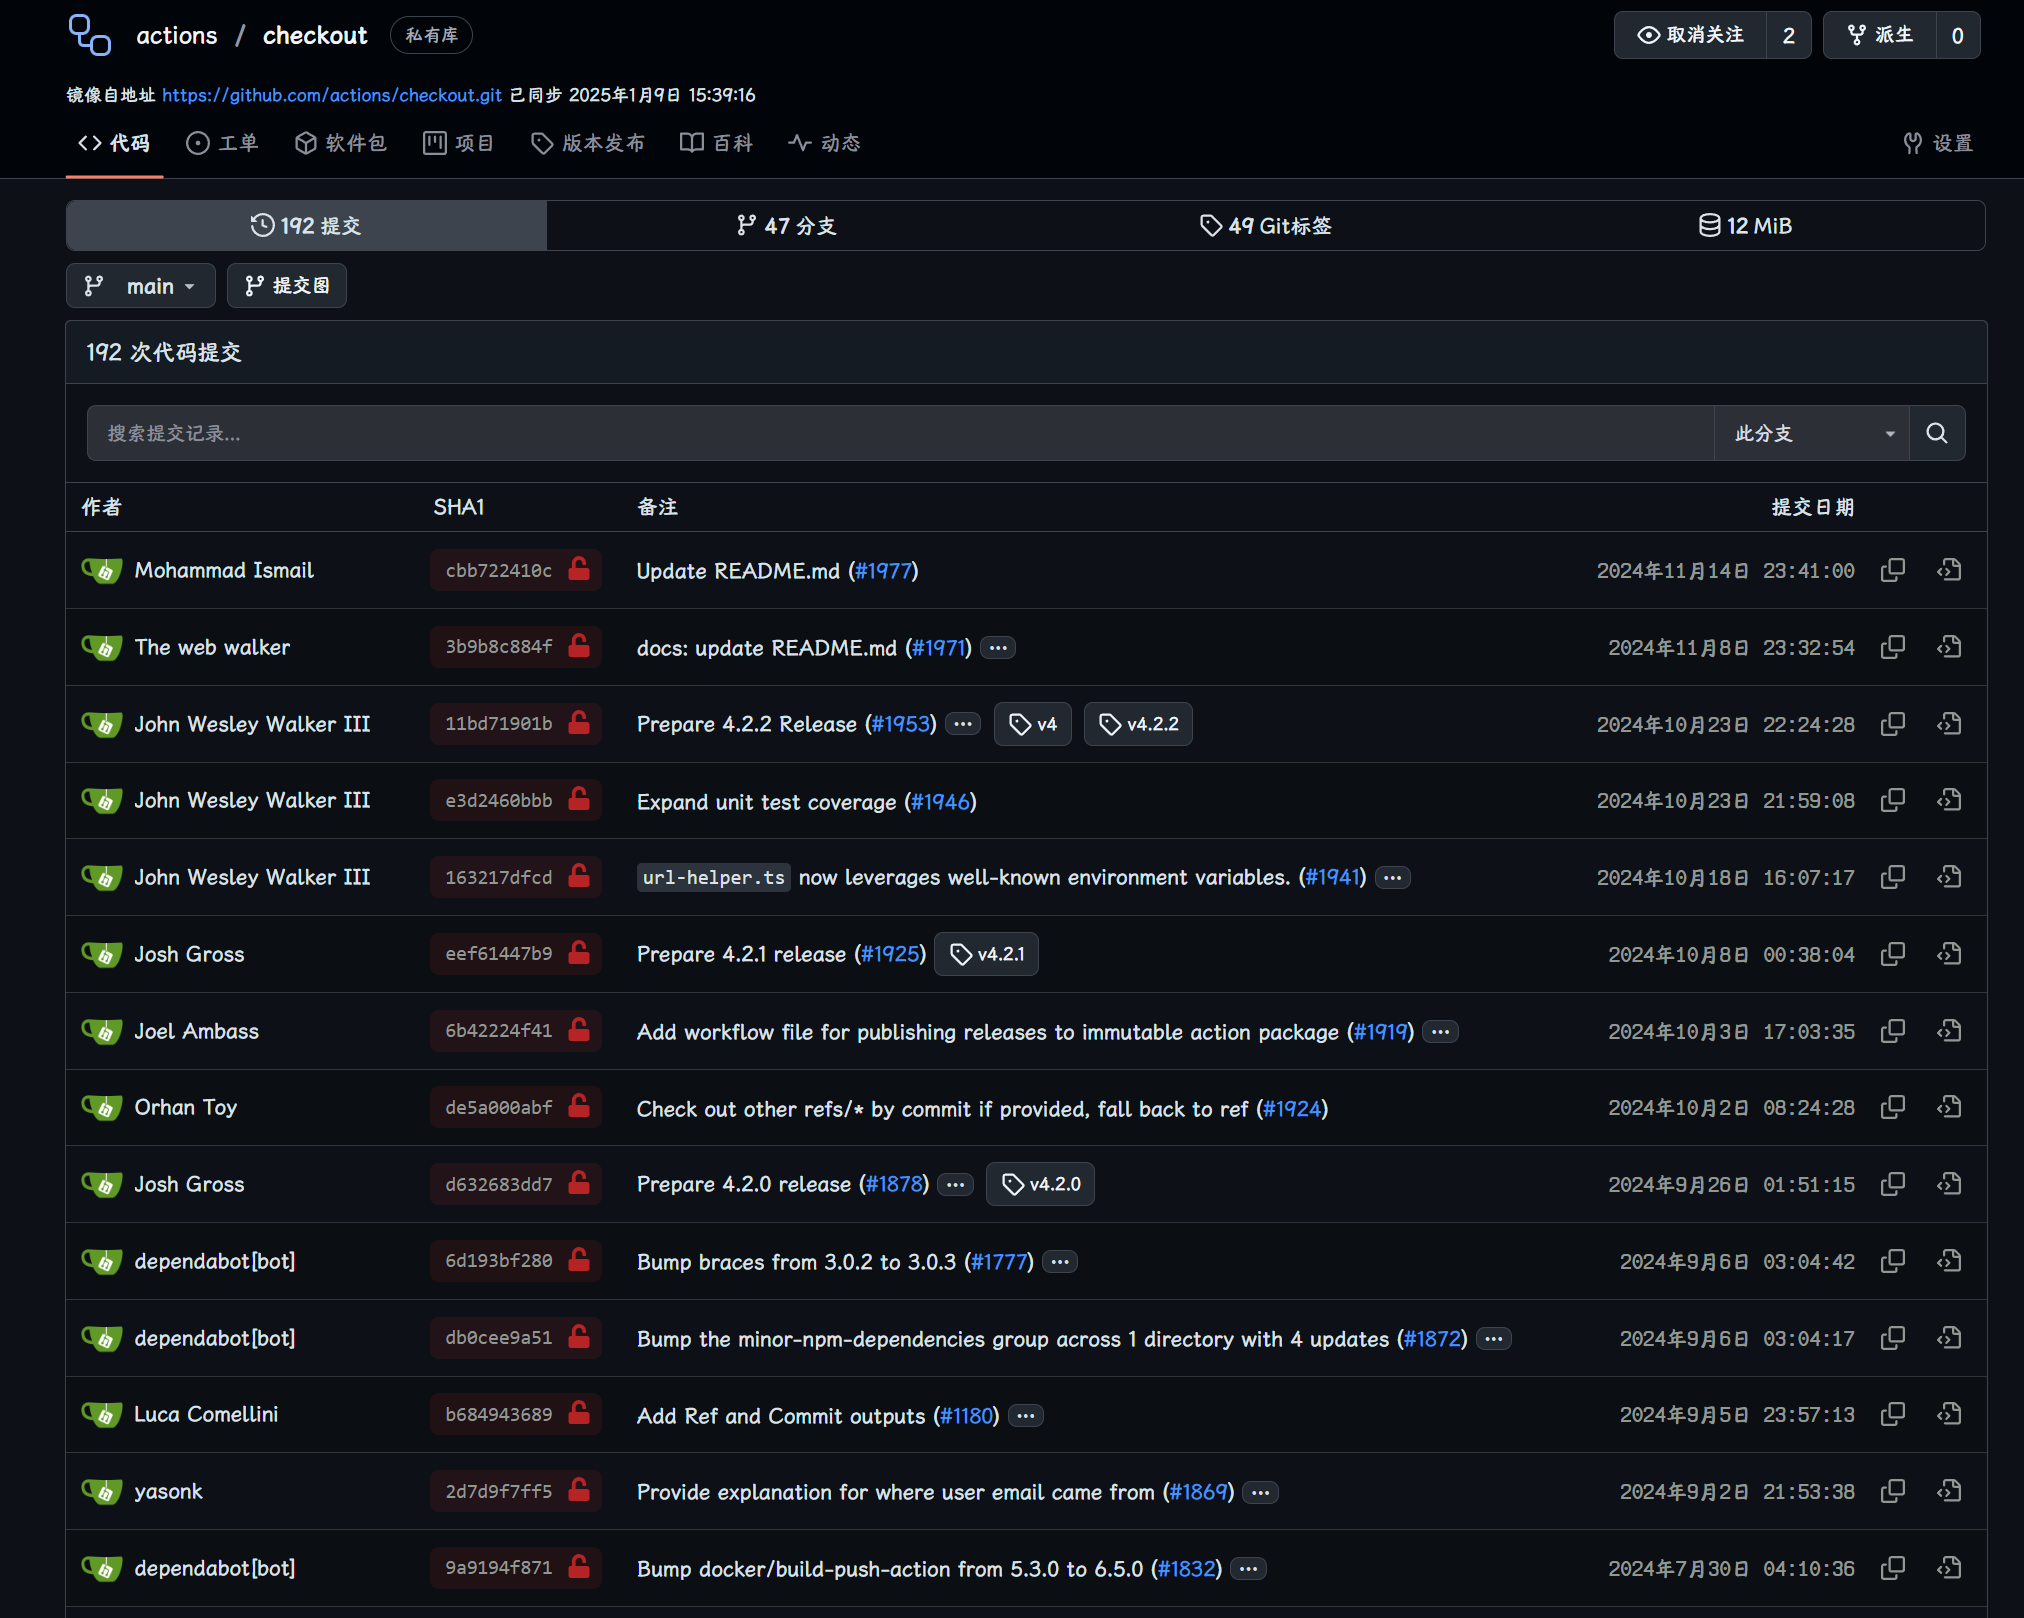 actions / checkout 私有库 取消关注 2 派生 0
镜像自地址 https://github.com/actions/checkout.git 已同步 2025年1月9日 15:39:16
代码 工单 软件包 项目 版本发布 百科 动态 设置
192 提交 47 分支 49 Git标签 12 MiB
main 提交图
192 次代码提交
搜索提交记录... 此分支
作者 SHA1 备注 提交日期
Mohammad Ismail cbb722410c Update README.md (#1977) 2024年11月14日 23:41:00
The web walker 3b9b8c884f docs: update README.md (#1971) ... 2024年11月8日 23:32:54
John Wesley Walker III 11bd71901b Prepare 4.2.2 Release (#1953) ... v4 v4.2.2 2024年10月23日 22:24:28
John Wesley Walker III e3d2460bbb Expand unit test coverage (#1946) 2024年10月23日 21:59:08
John Wesley Walker III 163217dfcd url-helper.ts now leverages well-known environment variables. (#1941) ... 2024年10月18日 16:07:17
Josh Gross eef61447b9 Prepare 4.2.1 release (#1925) v4.2.1 2024年10月8日 00:38:04
Joel Ambass 6b42224f41 Add workflow file for publishing releases to immutable action package (#1919) ... 2024年10月3日 17:03:35
Orhan Toy de5a000abf Check out other refs/* by commit if provided, fall back to ref (#1924) 2024年10月2日 08:24:28
Josh Gross d632683dd7 Prepare 4.2.0 release (#1878) ... v4.2.0 2024年9月26日 01:51:15
dependabot[bot] 6d193bf280 Bump braces from 3.0.2 to 3.0.3 (#1777) ... 2024年9月6日 03:04:42
dependabot[bot] db0cee9a51 Bump the minor-npm-dependencies group across 1 directory with 4 updates (#1872) ... 2024年9月6日 03:04:17
Luca Comellini b684943689 Add Ref and Commit outputs (#1180) ... 2024年9月5日 23:57:13
yasonk 2d7d9f7ff5 Provide explanation for where user email came from (#1869) ... 2024年9月2日 21:53:38
dependabot[bot] 9a9194f871 Bump docker/build-push-action from 5.3.0 to 6.5.0 (#1832) ... 2024年7月30日 04:10:36